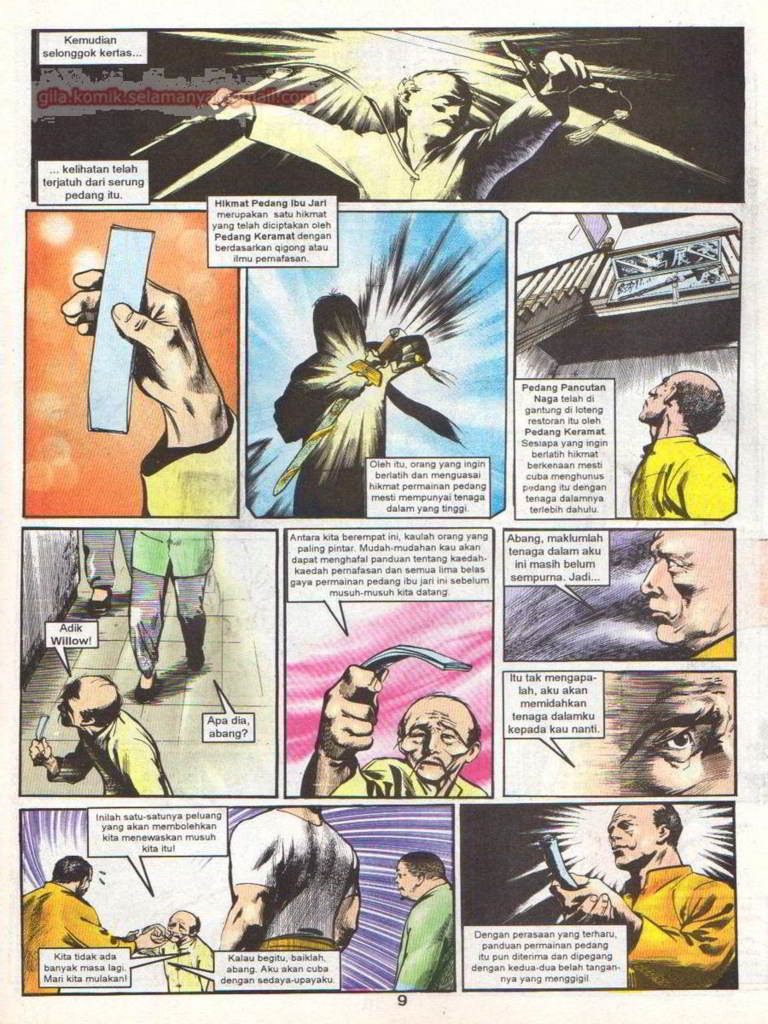 Kemudian
selonggok kertas...
gila.komik.selamanya@gmail.com
... kelihatan telah
terjatuh dari serung
pedang itu.
Hikmat Pedang Ibu Jari
merupakan satu hikmat
yang telah diciptakan oleh
Pedang Keramat dengan
berdasarkan qigong atau
ilmu pernafasan.
Oleh itu, orang yang ingin
berlatih dan menguasai
hikmat permainan pedang
mesti mempunyai tenaga
dalam yang tinggi.
Pedang Pancutan
Naga telah di
gantung di loteng
restoran itu oleh
Pedang Keramat.
Sesiapa yang ingin
berlatih hikmat
berkenaan mesti
cuba menghunus
pedang itu dengan
tenaga dalamnya
terlebih dahulu.
Adik
Willow!
Apa dia,
abang?
Antara kita berempat ini, kaulah orang yang
paling pintar. Mudah-mudahan kau akan
dapat menghafal panduan tentang kaedah-
kaedah pernafasan dan semua lima belas
gaya permainan pedang ibu jari ini sebelum
musuh-musuh kita datang.
Abang, maklumlah
tenaga dalam aku
ini masih belum
sempurna. Jadi...
Itu tak mengapa-
lah, aku akan
memidahkan
tenaga dalamku
kepada kau nanti.
Inilah satu-satunya peluang
yang akan membolehkan
kita menewaskan musuh
kita itu!
Kita tidak ada
banyak masa lagi.
Mari kita mulakan!
Kalau begitu, baiklah,
abang. Aku akan cuba
dengan sedaya-upayaku.
Dengan perasaan yang terharu,
panduan permainan pedang
itu pun diterima dan dipegang
dengan kedua-dua belah tangan-
nya yang menggigil.
9